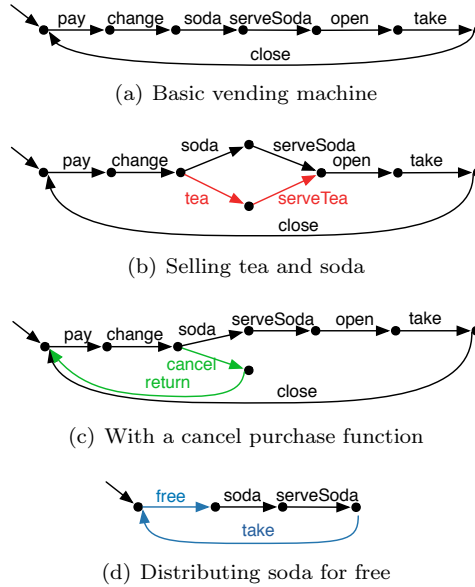 pay change soda serveSoda open take
close
(a) Basic vending machine
soda serveSoda
pay change open take
tea serveTea
close
(b) Selling tea and soda
soda serveSoda open take
pay change
cancel
return
close
(c) With a cancel purchase function
free soda serveSoda
take
(d) Distributing soda for free